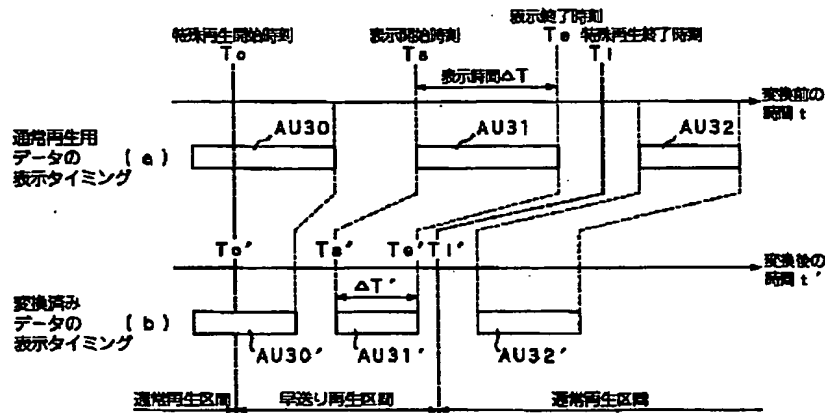 特殊再生開始時刻
To
表示開始時刻
Ts
表示終了時刻
Te
特殊再生終了時刻
Tl
表示時間ΔT
変換前の
時間 t
通常再生用
データの (a)
表示タイミング
AU30
AU31
AU32
To'
Ts'
Te'
Tl'
変換後の
時間 t'
ΔT'
変換済み
データの (b)
表示タイミング
AU30'
AU31'
AU32'
通常再生区間
早送り再生区間
通常再生区間